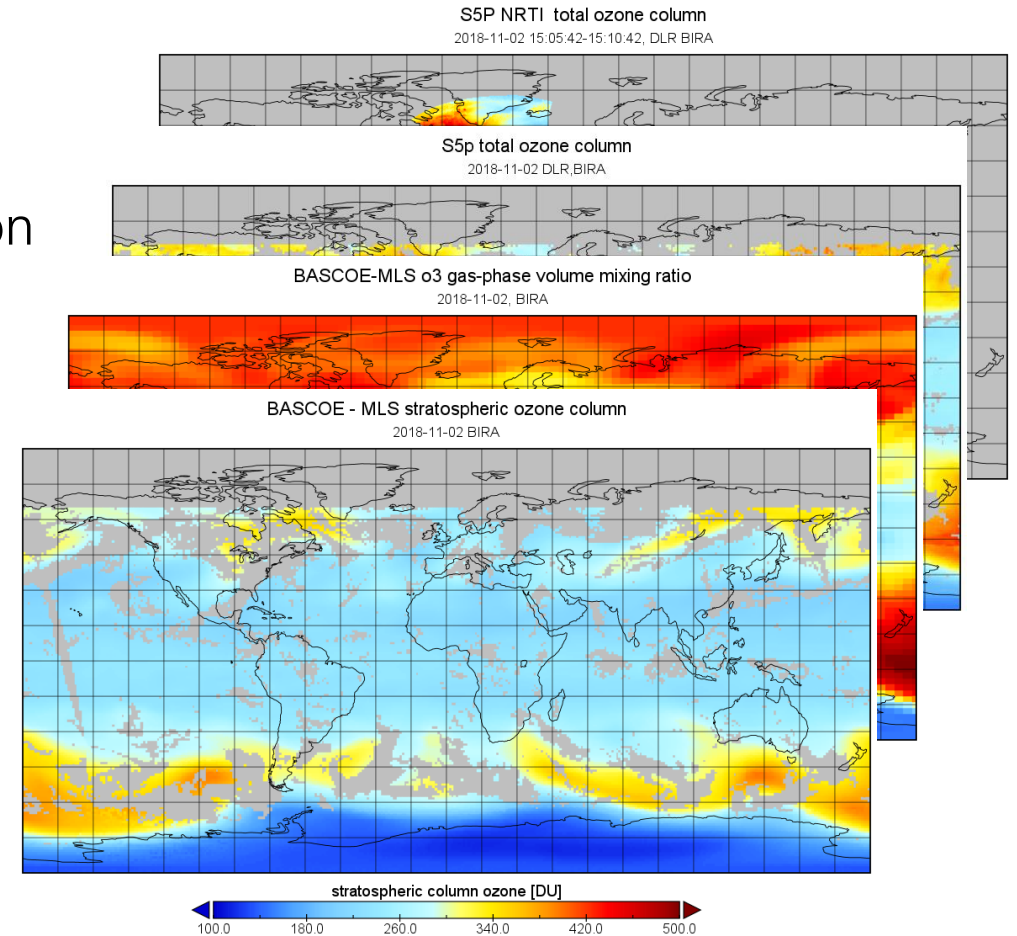 S5P NRTI total ozone column
2018-11-02 15:05:42-15:10:42, DLR BIRA
S5p total ozone column
2018-11-02 DLR,BIRA
on
BASCOE-MLS o3 gas-phase volume mixing ratio
2018-11-02, BIRA
BASCOE - MLS stratospheric ozone column
2018-11-02 BIRA
stratospheric column ozone [DU]
100.0 180.0 260.0 340.0 420.0 500.0